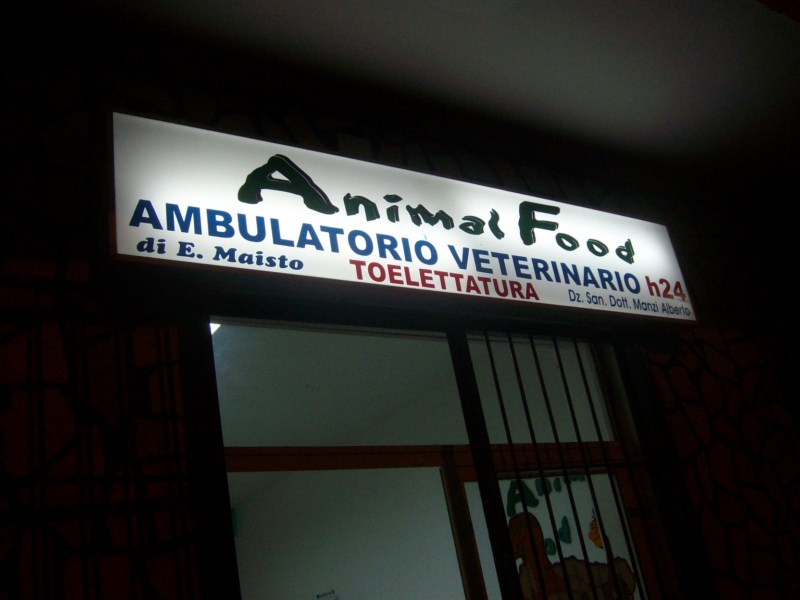 Animal Food
AMBULATORIO VETERINARIO h24
di E. Maisto
TOELETTATURA
Dz. San. Dott. Manzi Alberto